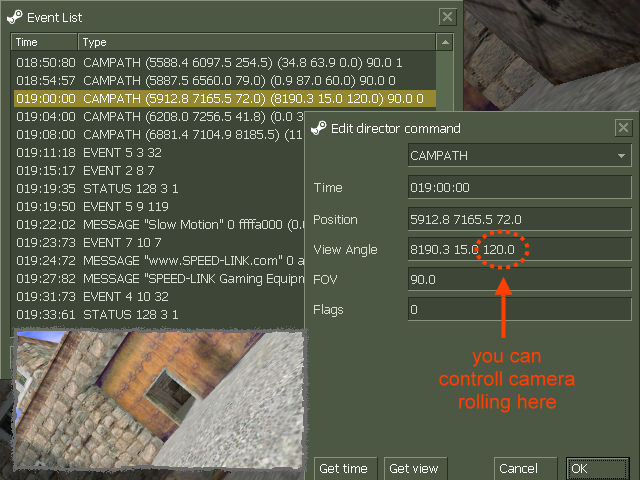 Event List
Time Type
018:50:80 CAMPATH (5588.4 6097.5 254.5) (34.8 63.9 0.0) 90.0 1
018:54:57 CAMPATH (5887.5 6560.0 79.0) (0.9 87.0 60.0) 90.0 0
019:00:00 CAMPATH (5912.8 7165.5 72.0) (8190.3 15.0 120.0) 90.0 0
019:04:00 CAMPATH (6208.0 7256.5 41.8) (0.0 3
019:08:00 CAMPATH (6881.4 7104.9 8185.5) (11
019:11:18 EVENT 5 3 32
019:15:17 EVENT 2 8 7
019:19:35 STATUS 128 3 1
019:19:50 EVENT 5 9 119
019:22:02 MESSAGE "Slow Motion" 0 ffffa000 (0.
019:23:73 EVENT 7 10 7
019:24:72 MESSAGE "www.SPEED-LINK.com" 0 a
019:27:82 MESSAGE "SPEED-LINK Gaming Equipm
019:31:73 EVENT 4 10 32
019:33:61 STATUS 128 3 1
Edit director command
CAMPATH
Time 019:00:00
Position 5912.8 7165.5 72.0
View Angle 8190.3 15.0 120.0
FOV 90.0
Flags 0
you can
controll camera
rolling here
Get time Get view Cancel OK